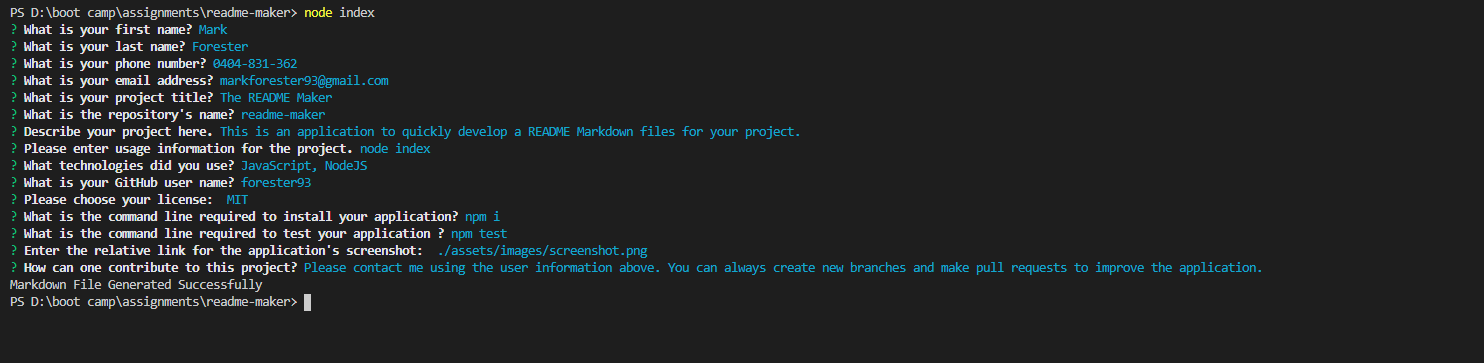 PS D:\boot camp\assignments\readme-maker> node index
? What is your first name? Mark
? What is your last name? Forester
? What is your phone number? 0404-831-362
? What is your email address? markforester93@gmail.com
? What is your project title? The README Maker
? What is the repository's name? readme-maker
? Describe your project here. This is an application to quickly develop a README Markdown files for your project.
? Please enter usage information for the project. node index
? What technologies did you use? JavaScript, NodeJS
? What is your GitHub user name? forester93
? Please choose your license:  MIT
? What is the command line required to install your application? npm i
? What is the command line required to test your application ? npm test
? Enter the relative link for the application's screenshot:  ./assets/images/screenshot.png
? How can one contribute to this project? Please contact me using the user information above. You can always create new branches and make pull requests to improve the application.
Markdown File Generated Successfully
PS D:\boot camp\assignments\readme-maker>